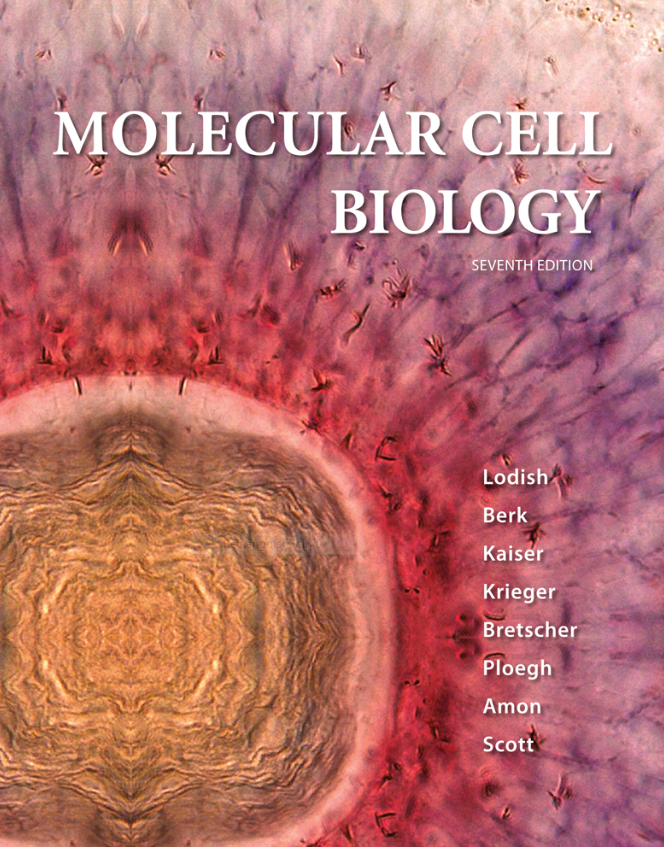 MOLECULAR CELL
BIOLOGY
SEVENTH EDITION
Lodish
Berk
Kaiser
Krieger
Bretscher
Ploegh
Amon
Scott